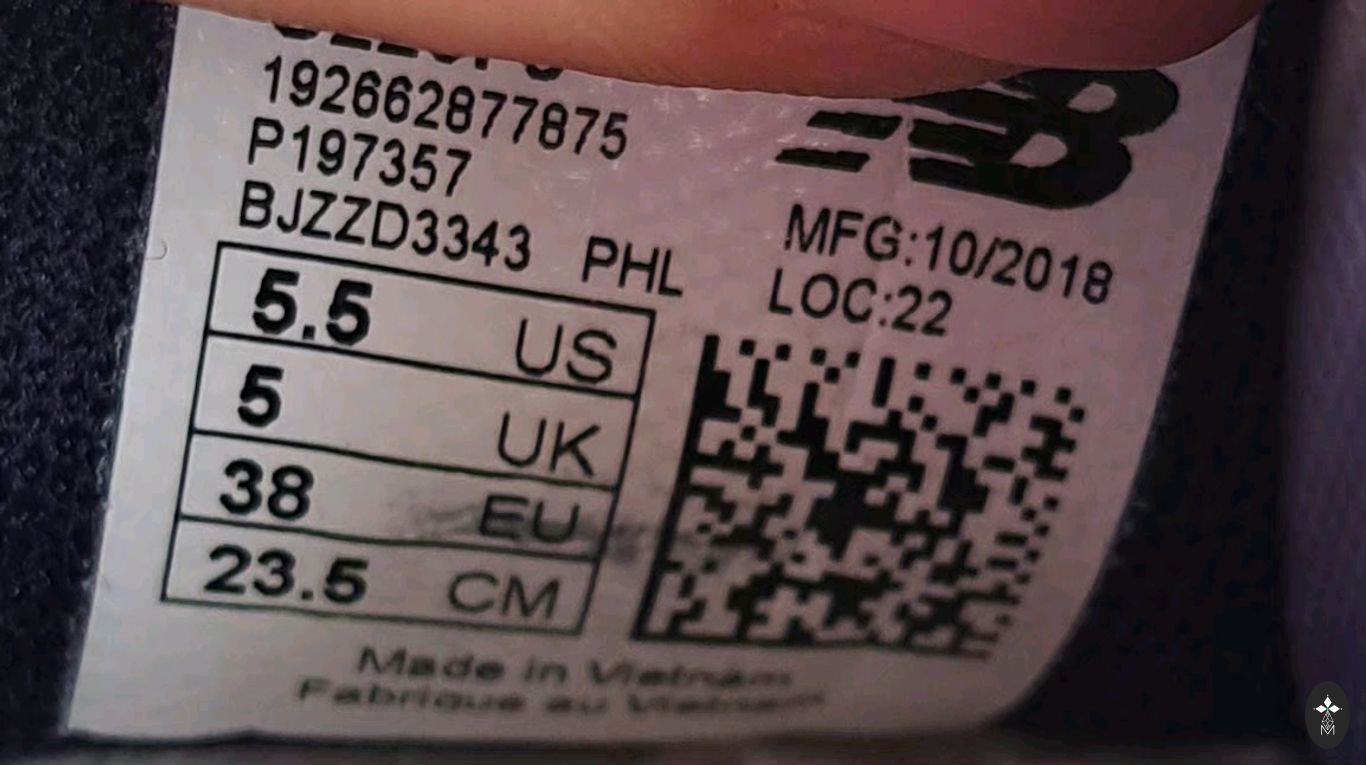 192662877875
P197357
BJZZD3343 PHL
MFG:10/2018
LOC:22
5.5 US
5 UK
38 EU
23.5 CM
Made in Vietnam
Fabrique au Vietnam
M